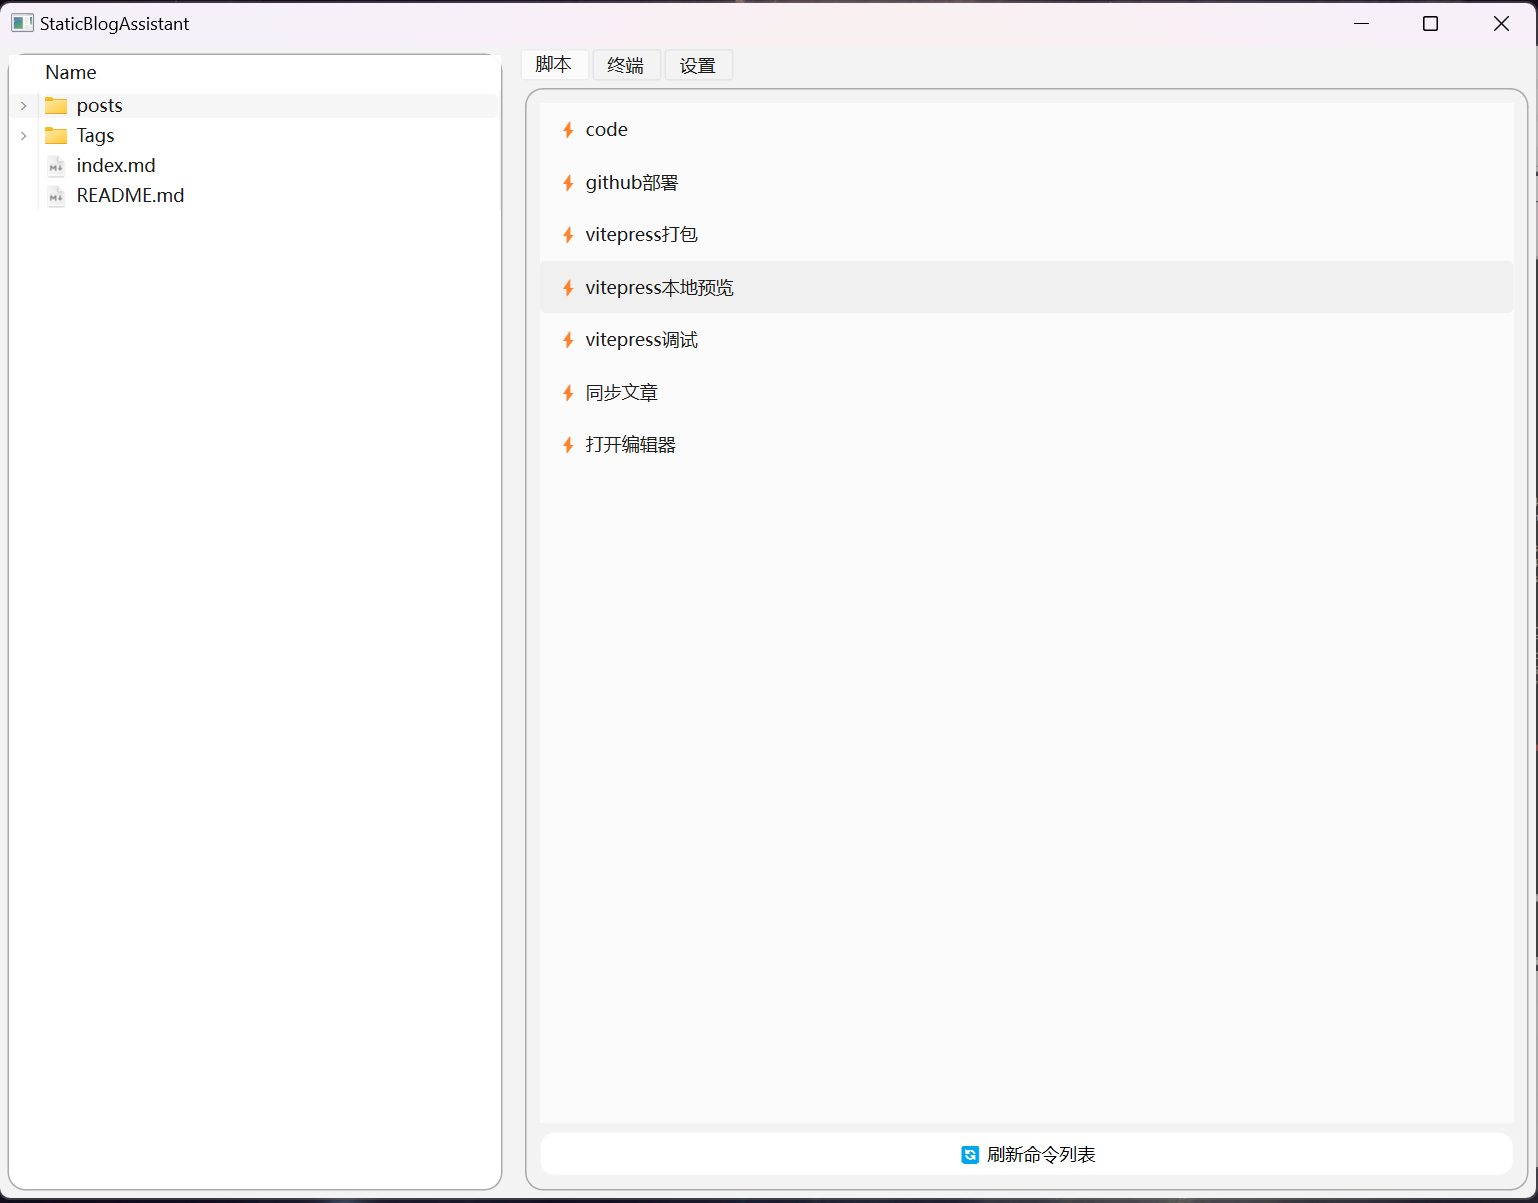 StaticBlogAssistant
Name
posts
Tags
index.md
README.md
脚本
终端
设置
code
github部署
vitepress打包
vitepress本地预览
vitepress调试
同步文章
打开编辑器
刷新命令列表